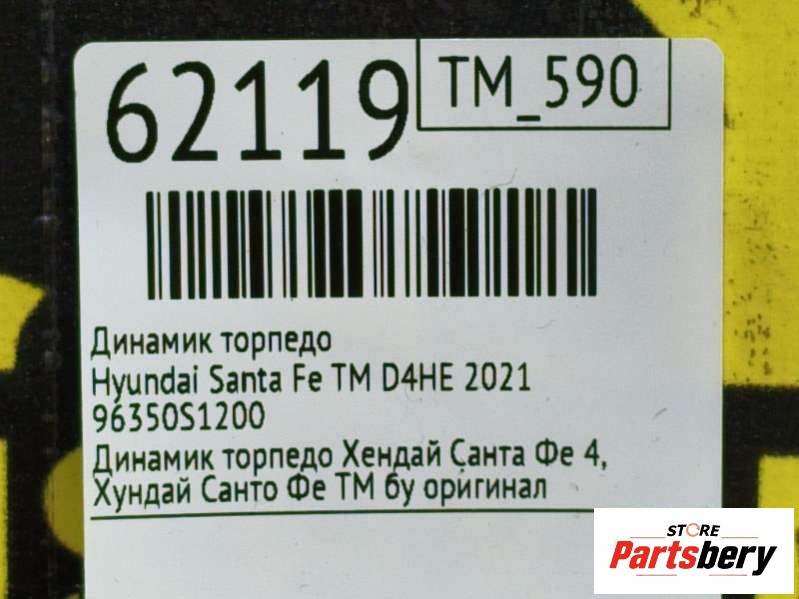 62119
TM_590
Динамик торпедо
Hyundai Santa Fe TM D4HE 2021
96350S1200
Динамик торпедо Хендай Санта Фе 4,
Хундай Санто Фе ТМ бу оригинал
STORE
Partsbery